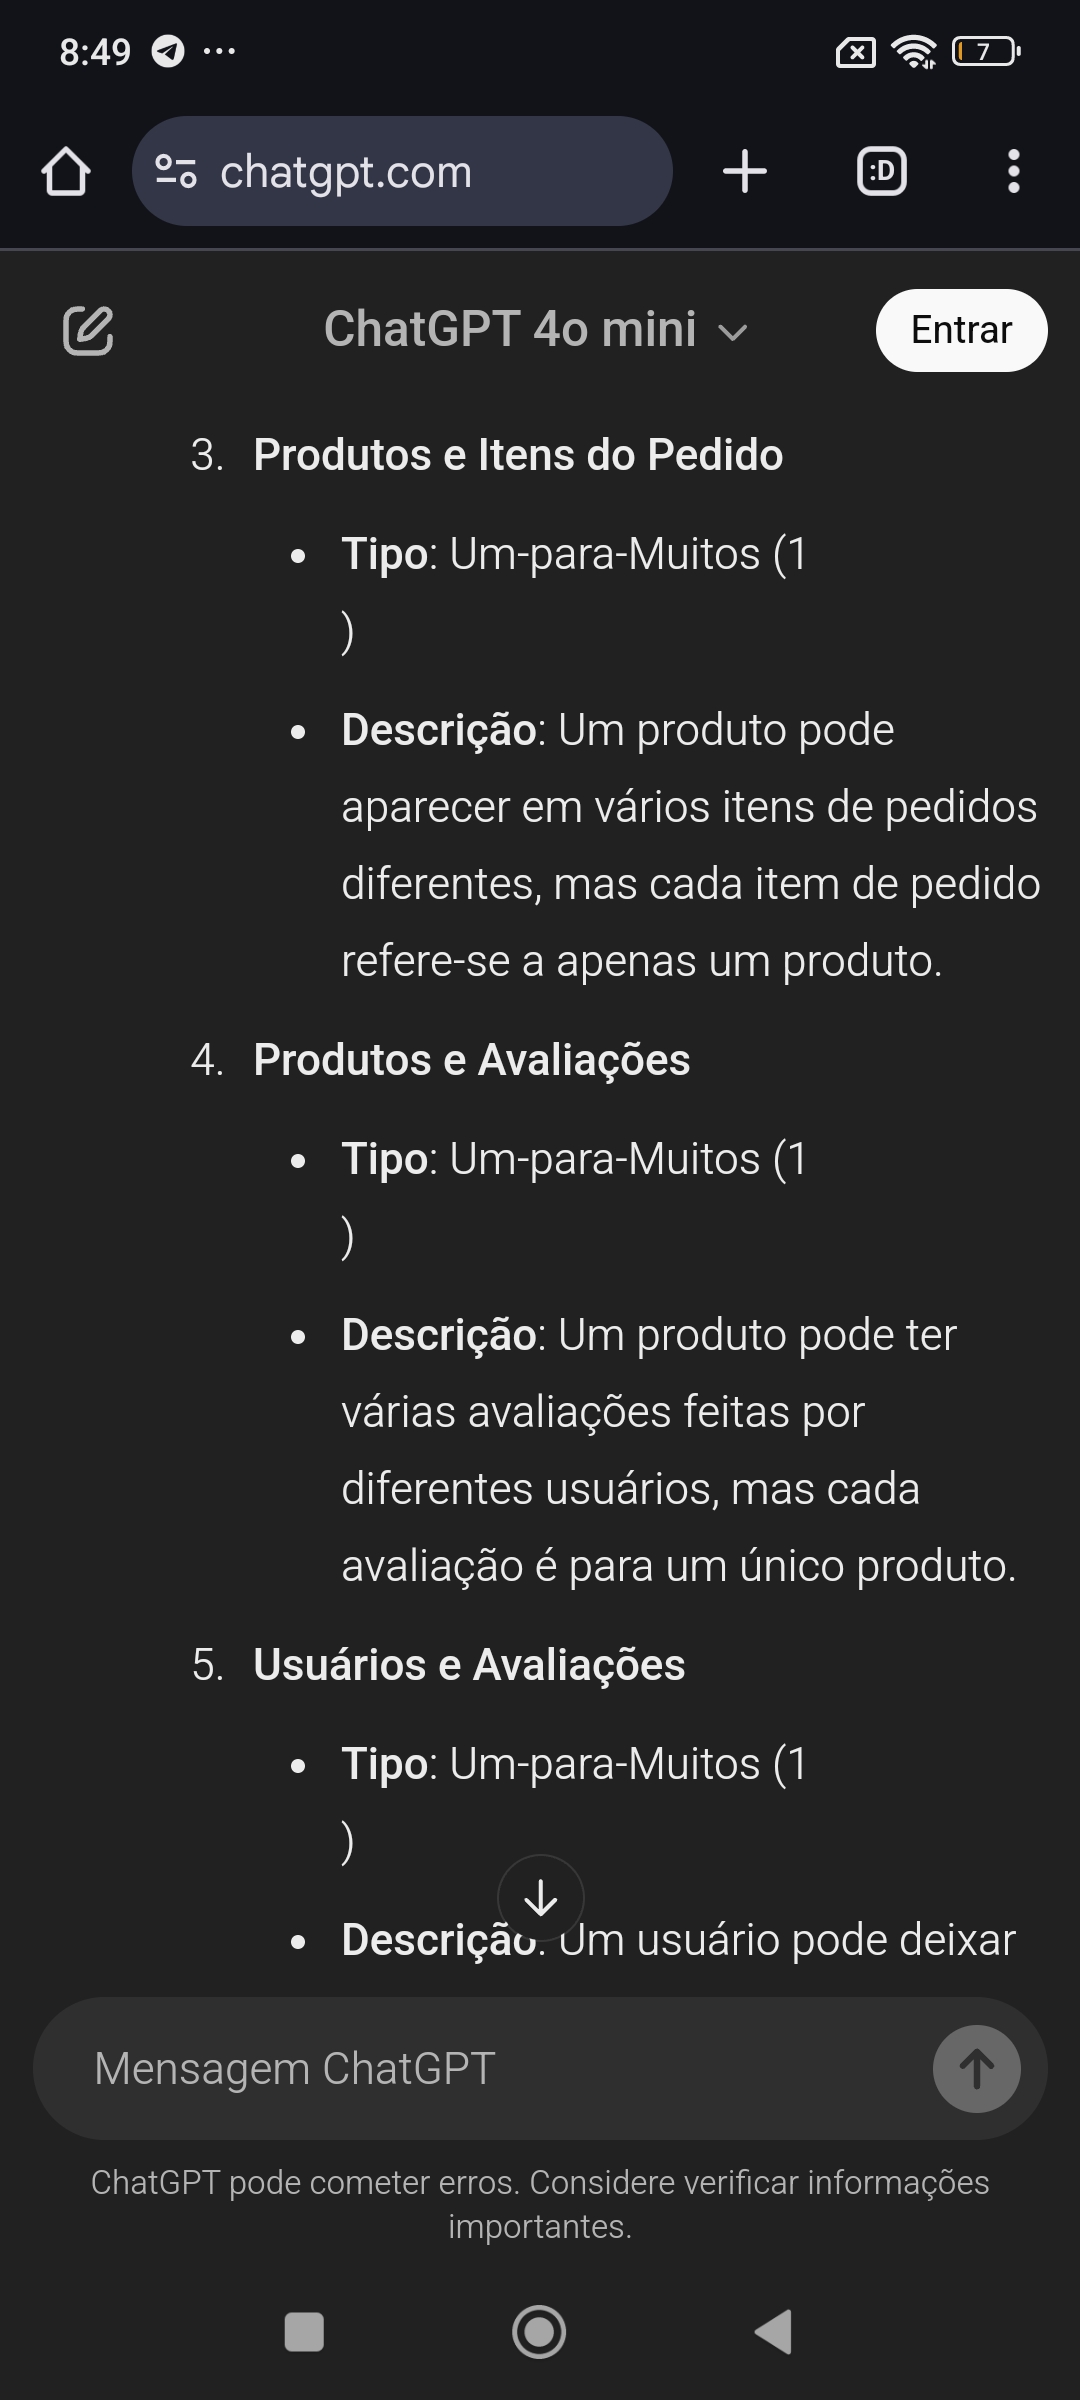 8:49
7
chatgpt.com
:D
ChatGPT 4o mini
Entrar
3. Produtos e Itens do Pedido
• Tipo: Um-para-Muitos (1
)
• Descrição: Um produto pode
aparecer em vários itens de pedidos
diferentes, mas cada item de pedido
refere-se a apenas um produto.
4. Produtos e Avaliações
• Tipo: Um-para-Muitos (1
)
• Descrição: Um produto pode ter
várias avaliações feitas por
diferentes usuários, mas cada
avaliação é para um único produto.
5. Usuários e Avaliações
• Tipo: Um-para-Muitos (1
)
• Descrição: Um usuário pode deixar
Mensagem ChatGPT
ChatGPT pode cometer erros. Considere verificar informações
importantes.